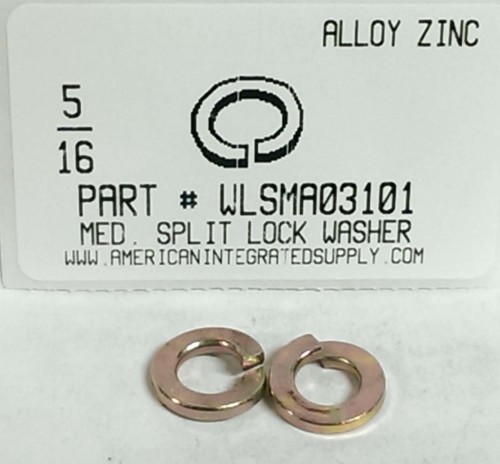 ALLOY ZINC
5
16
PART # WLSMA03101
MED. SPLIT LOCK WASHER
WWW.AMERICANINTEGRATEDSUPPLY.COM